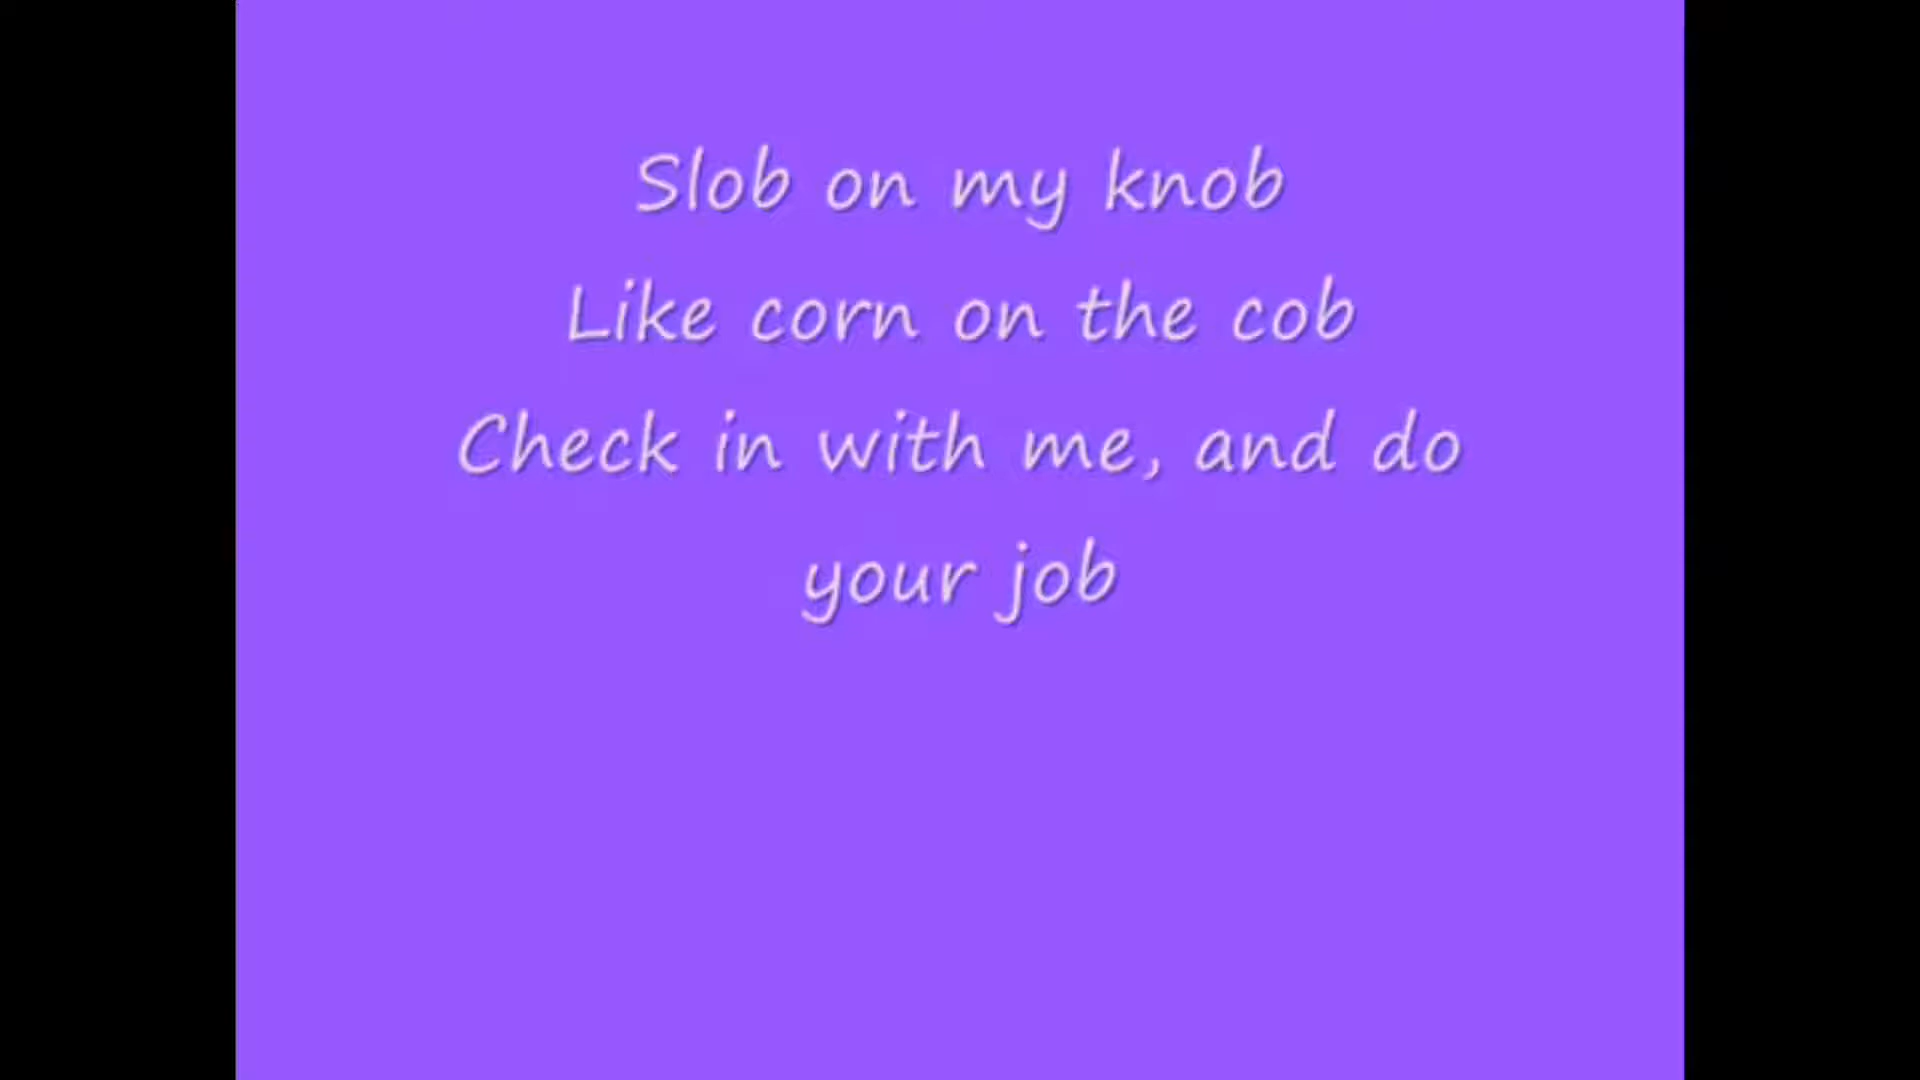 Slob on my knob
Like corn on the cob
Check in with me, and do
your job